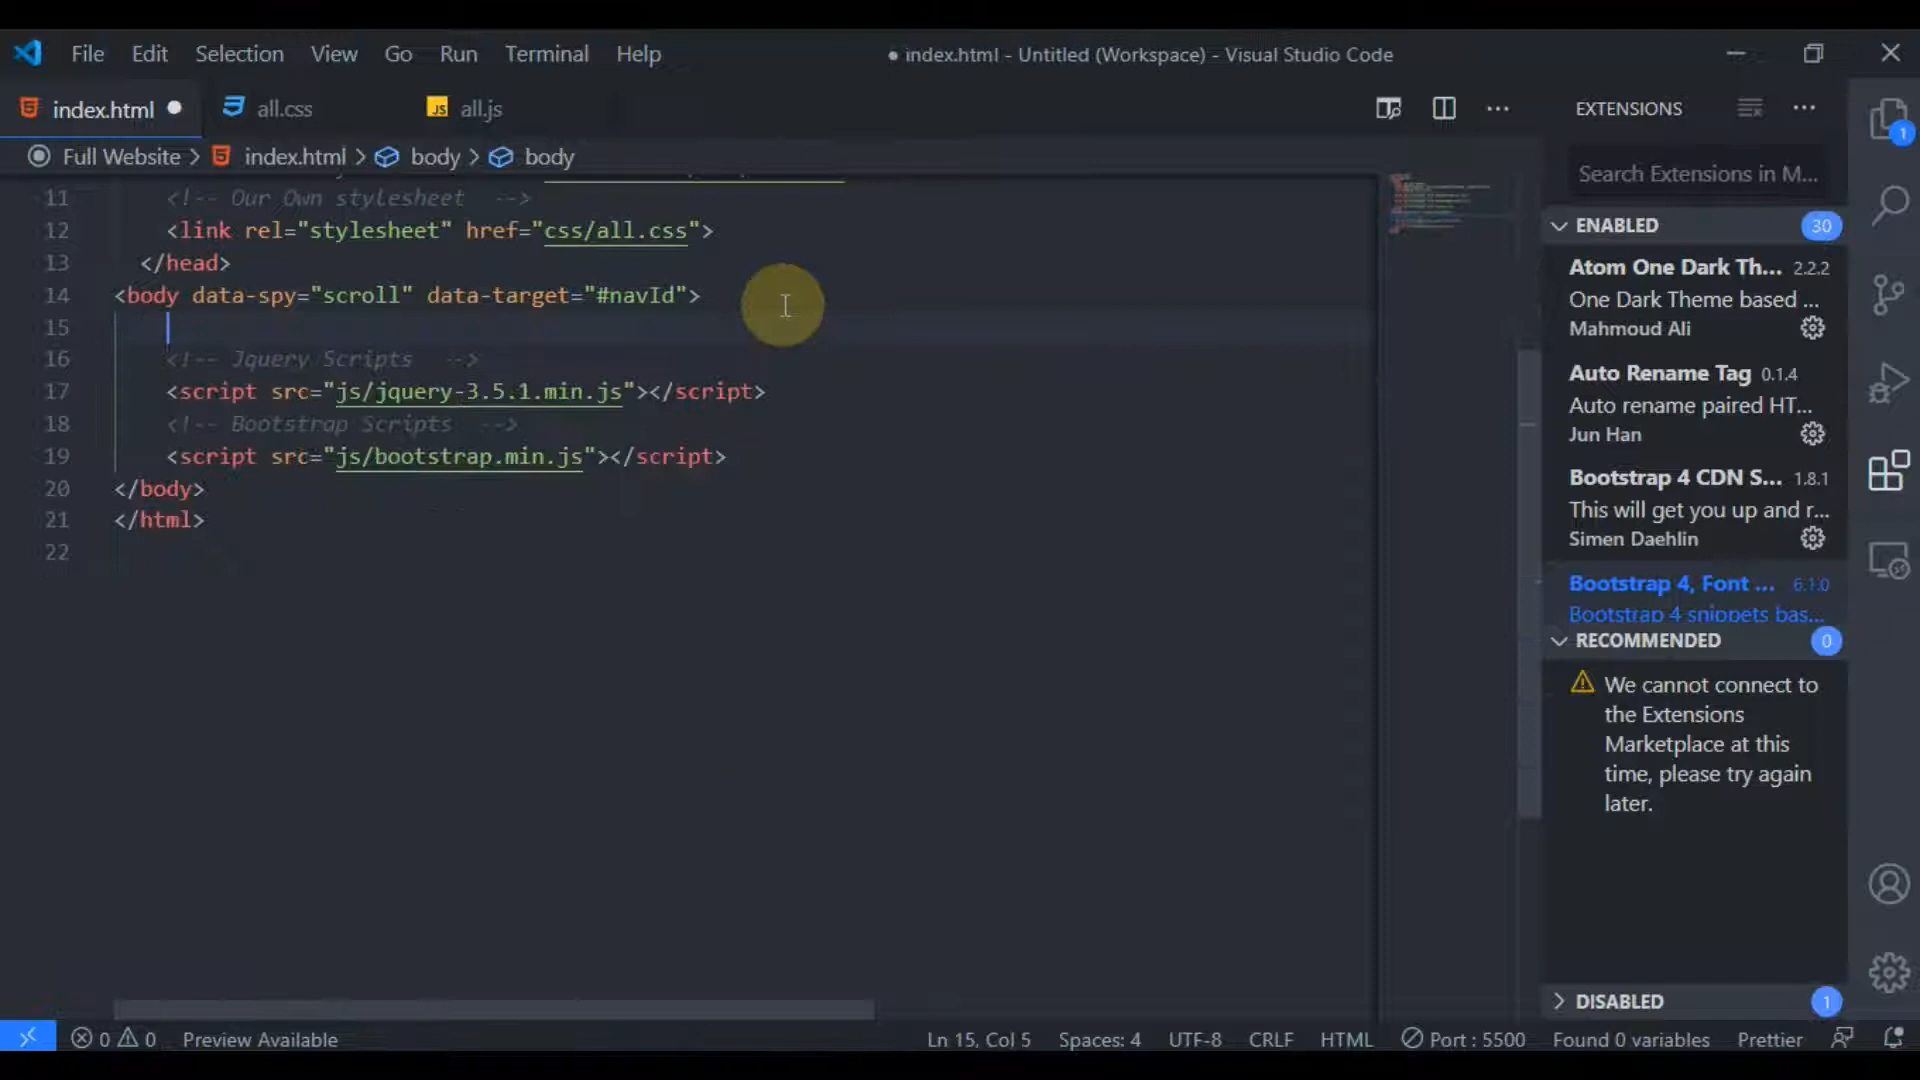 File Edit Selection View Go Run Terminal Help ● index.html - Untitled (Workspace) - Visual Studio Code
index.html ● all.css JS all.js
EXTENSIONS
Full Website > index.html > body > body
11 <!-- Our Own stylesheet -->
12 <link rel="stylesheet" href="css/all.css">
13 </head>
14 <body data-spy="scroll" data-target="#navId">
15
16 <!-- Jquery Scripts -->
17 <script src="js/jquery-3.5.1.min.js"></script>
18 <!-- Bootstrap Scripts -->
19 <script src="js/bootstrap.min.js"></script>
20 </body>
21 </html>
22
1
Search Extensions in M...
ENABLED 30
Atom One Dark Th... 2.2.2
One Dark Theme based ...
Mahmoud Ali
Auto Rename Tag 0.1.4
Auto rename paired HT...
Jun Han
Bootstrap 4 CDN S... 1.8.1
This will get you up and r...
Simen Daehlin
Bootstrap 4, Font ... 6.1.0
Bootstrap 4 snippets bas...
RECOMMENDED 0
We cannot connect to
the Extensions
Marketplace at this
time, please try again
later.
DISABLED 1
0 0 Preview Available Ln 15, Col 5 Spaces: 4 UTF-8 CRLF HTML Port : 5500 Found 0 variables Prettier